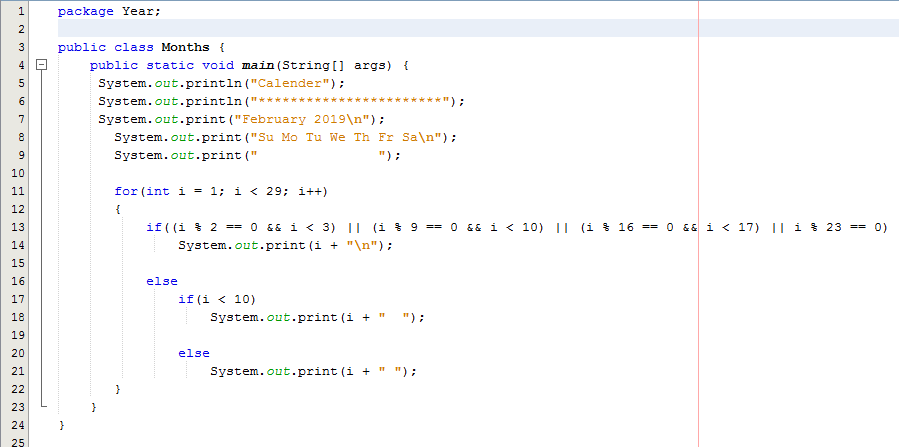 1 package Year;
2
3 public class Months {
4 public static void main(String[] args) {
5 System.out.println("Calender");
6 System.out.println("***********************");
7 System.out.print("February 2019\n");
8 System.out.print("Su Mo Tu We Th Fr Sa\n");
9 System.out.print("               ");
10
11 for(int i = 1; i < 29; i++)
12 {
13 if((i % 2 == 0 && i < 3) || (i % 9 == 0 && i < 10) || (i % 16 == 0 && i < 17) || i % 23 == 0)
14 System.out.print(i + "\n");
15
16 else
17 if(i < 10)
18 System.out.print(i + "  ");
19
20 else
21 System.out.print(i + " ");
22 }
23 }
24 }
25